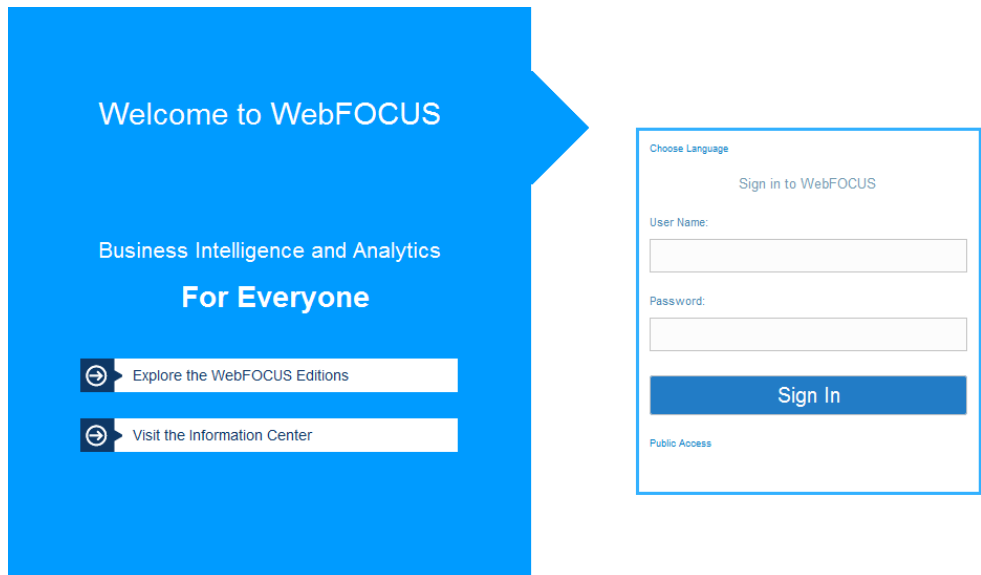 Welcome to WebFOCUS
Business Intelligence and Analytics
For Everyone
Explore the WebFOCUS Editions
Visit the Information Center
Choose Language
Sign in to WebFOCUS
User Name:
Password:
Sign In
Public Access